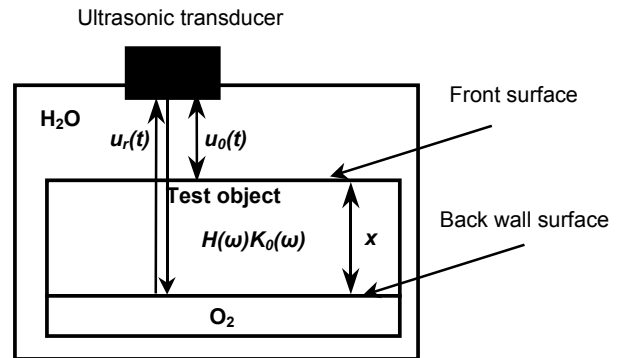 Ultrasonic transducer
Front surface
H₂O
uᵣ(t)
u₀(t)
Test object
Back wall surface
H(ω)K₀(ω)
x
O₂